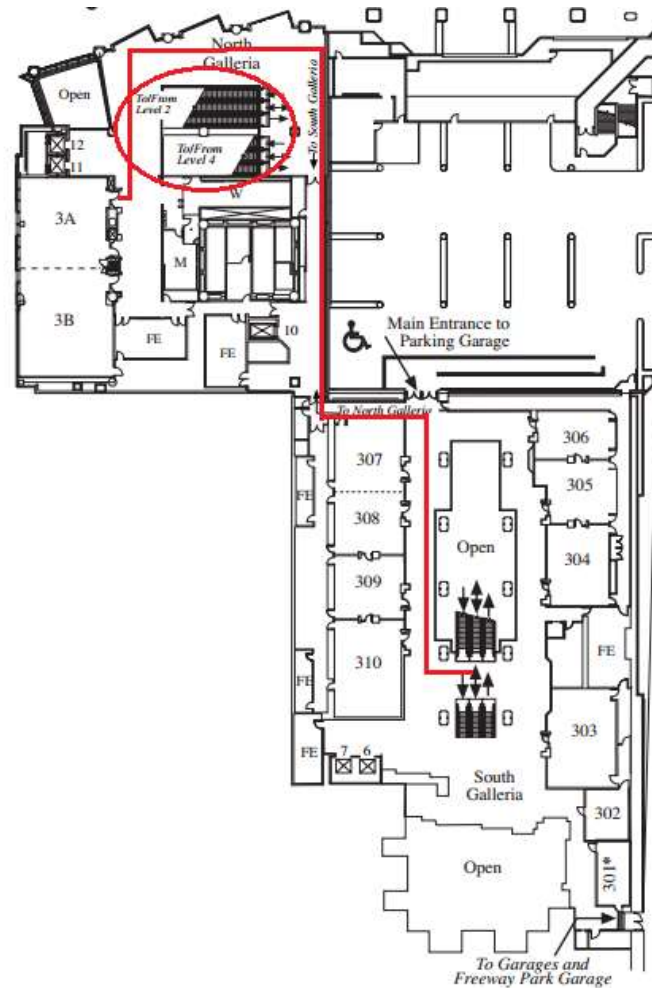 North
Galleria
Open
To/From
Level 2
To/From
Level 4
To South Galleria
12
11
W
3A
M
3B
FE
FE
10
Main Entrance to
Parking Garage
To North Galleria
307
306
305
FE
308
Open
304
309
310
FE
FE
303
FE
7 6
South
Galleria
302
Open
301*
To Garages and
Freeway Park Garage